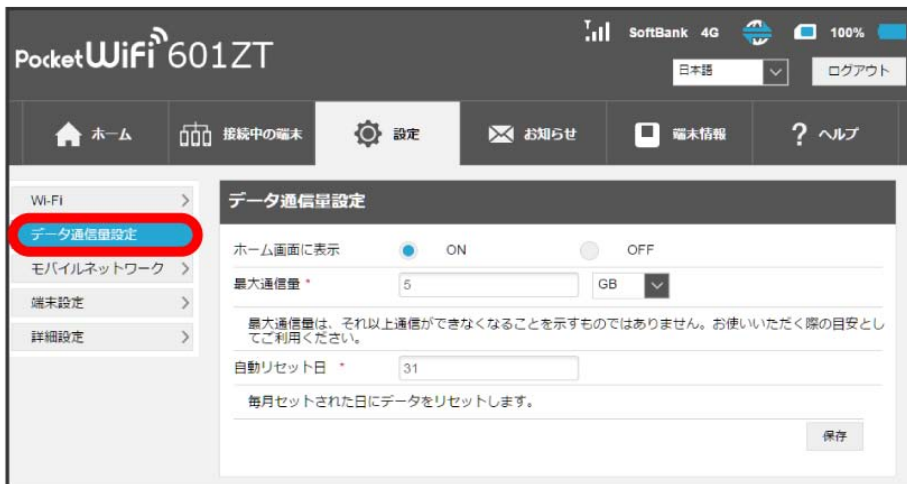 SoftBank 4G 100%
Pocket WiFi 601ZT
日本語 ログアウト
ホーム 接続中の端末 設定 お知らせ 端末情報 ? ヘルプ
Wi-Fi
データ通信量設定
モバイルネットワーク
端末設定
詳細設定
データ通信量設定
ホーム画面に表示 ON OFF
最大通信量 * 5 GB
最大通信量は、それ以上通信ができなくなることを示すものではありません。お使いいただく際の目安とし
てご利用ください。
自動リセット日 * 31
毎月セットされた日にデータをリセットします。
保存